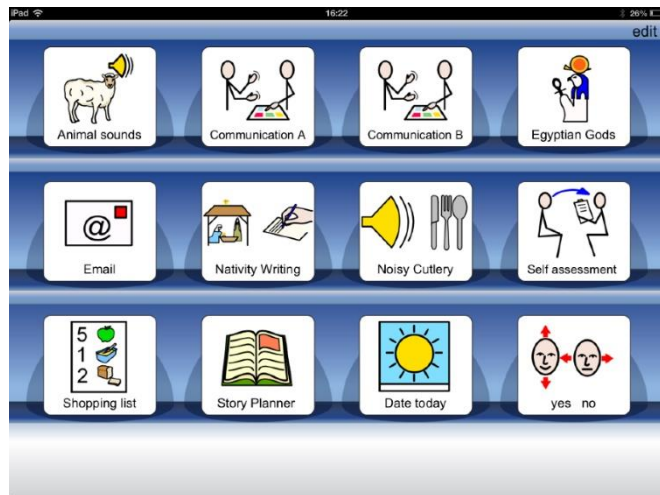 iPad 16:22 26%
edit
Animal sounds
Communication A
Communication B
Egyptian Gods
@
Email
Nativity Writing
Noisy Cutlery
Self assessment
5
1
2
Shopping list
Story Planner
Date today
yes no